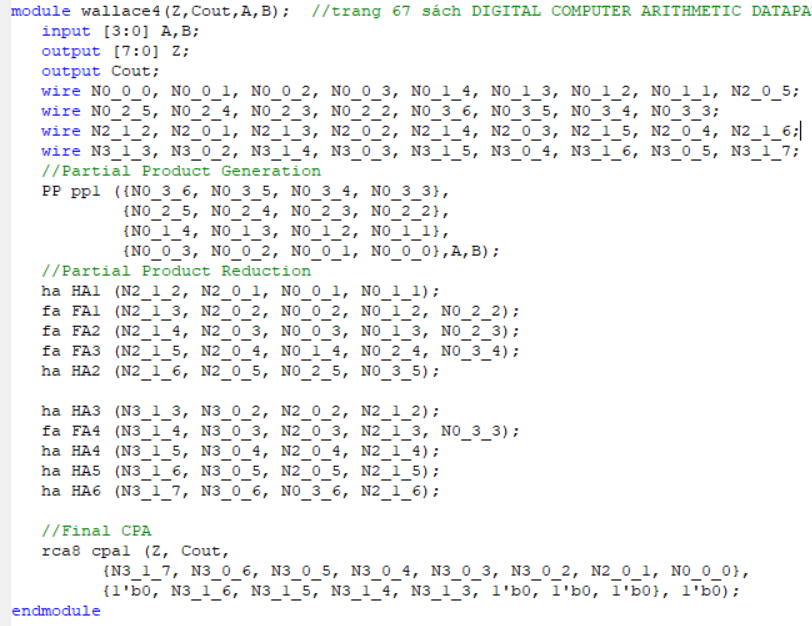 module wallace4(Z,Cout,A,B);  //trang 67 sách DIGITAL COMPUTER ARITHMETIC DATAPA
input [3:0] A,B;
output [7:0] Z;
output Cout;
wire N0_0_0, N0_0_1, N0_0_2, N0_0_3, N0_1_4, N0_1_3, N0_1_2, N0_1_1, N2_0_5;
wire N0_2_5, N0_2_4, N0_2_3, N0_2_2, N0_3_6, N0_3_5, N0_3_4, N0_3_3;
wire N2_1_2, N2_0_1, N2_1_3, N2_0_2, N2_1_4, N2_0_3, N2_1_5, N2_0_4, N2_1_6;
wire N3_1_3, N3_0_2, N3_1_4, N3_0_3, N3_1_5, N3_0_4, N3_1_6, N3_0_5, N3_1_7;
//Partial Product Generation
PP pp1 ({N0_3_6, N0_3_5, N0_3_4, N0_3_3},
{N0_2_5, N0_2_4, N0_2_3, N0_2_2},
{N0_1_4, N0_1_3, N0_1_2, N0_1_1},
{N0_0_3, N0_0_2, N0_0_1, N0_0_0},A,B);
//Partial Product Reduction
ha HA1 (N2_1_2, N2_0_1, N0_0_1, N0_1_1);
fa FA1 (N2_1_3, N2_0_2, N0_0_2, N0_1_2, N0_2_2);
fa FA2 (N2_1_4, N2_0_3, N0_0_3, N0_1_3, N0_2_3);
fa FA3 (N2_1_5, N2_0_4, N0_1_4, N0_2_4, N0_3_4);
ha HA2 (N2_1_6, N2_0_5, N0_2_5, N0_3_5);
ha HA3 (N3_1_3, N3_0_2, N2_0_2, N2_1_2);
fa FA4 (N3_1_4, N3_0_3, N2_0_3, N2_1_3, N0_3_3);
ha HA4 (N3_1_5, N3_0_4, N2_0_4, N2_1_4);
ha HA5 (N3_1_6, N3_0_5, N2_0_5, N2_1_5);
ha HA6 (N3_1_7, N3_0_6, N0_3_6, N2_1_6);
//Final CPA
rca8 cpa1 (Z, Cout,
{N3_1_7, N3_0_6, N3_0_5, N3_0_4, N3_0_3, N3_0_2, N2_0_1, N0_0_0},
{1'b0, N3_1_6, N3_1_5, N3_1_4, N3_1_3, 1'b0, 1'b0, 1'b0}, 1'b0);
endmodule